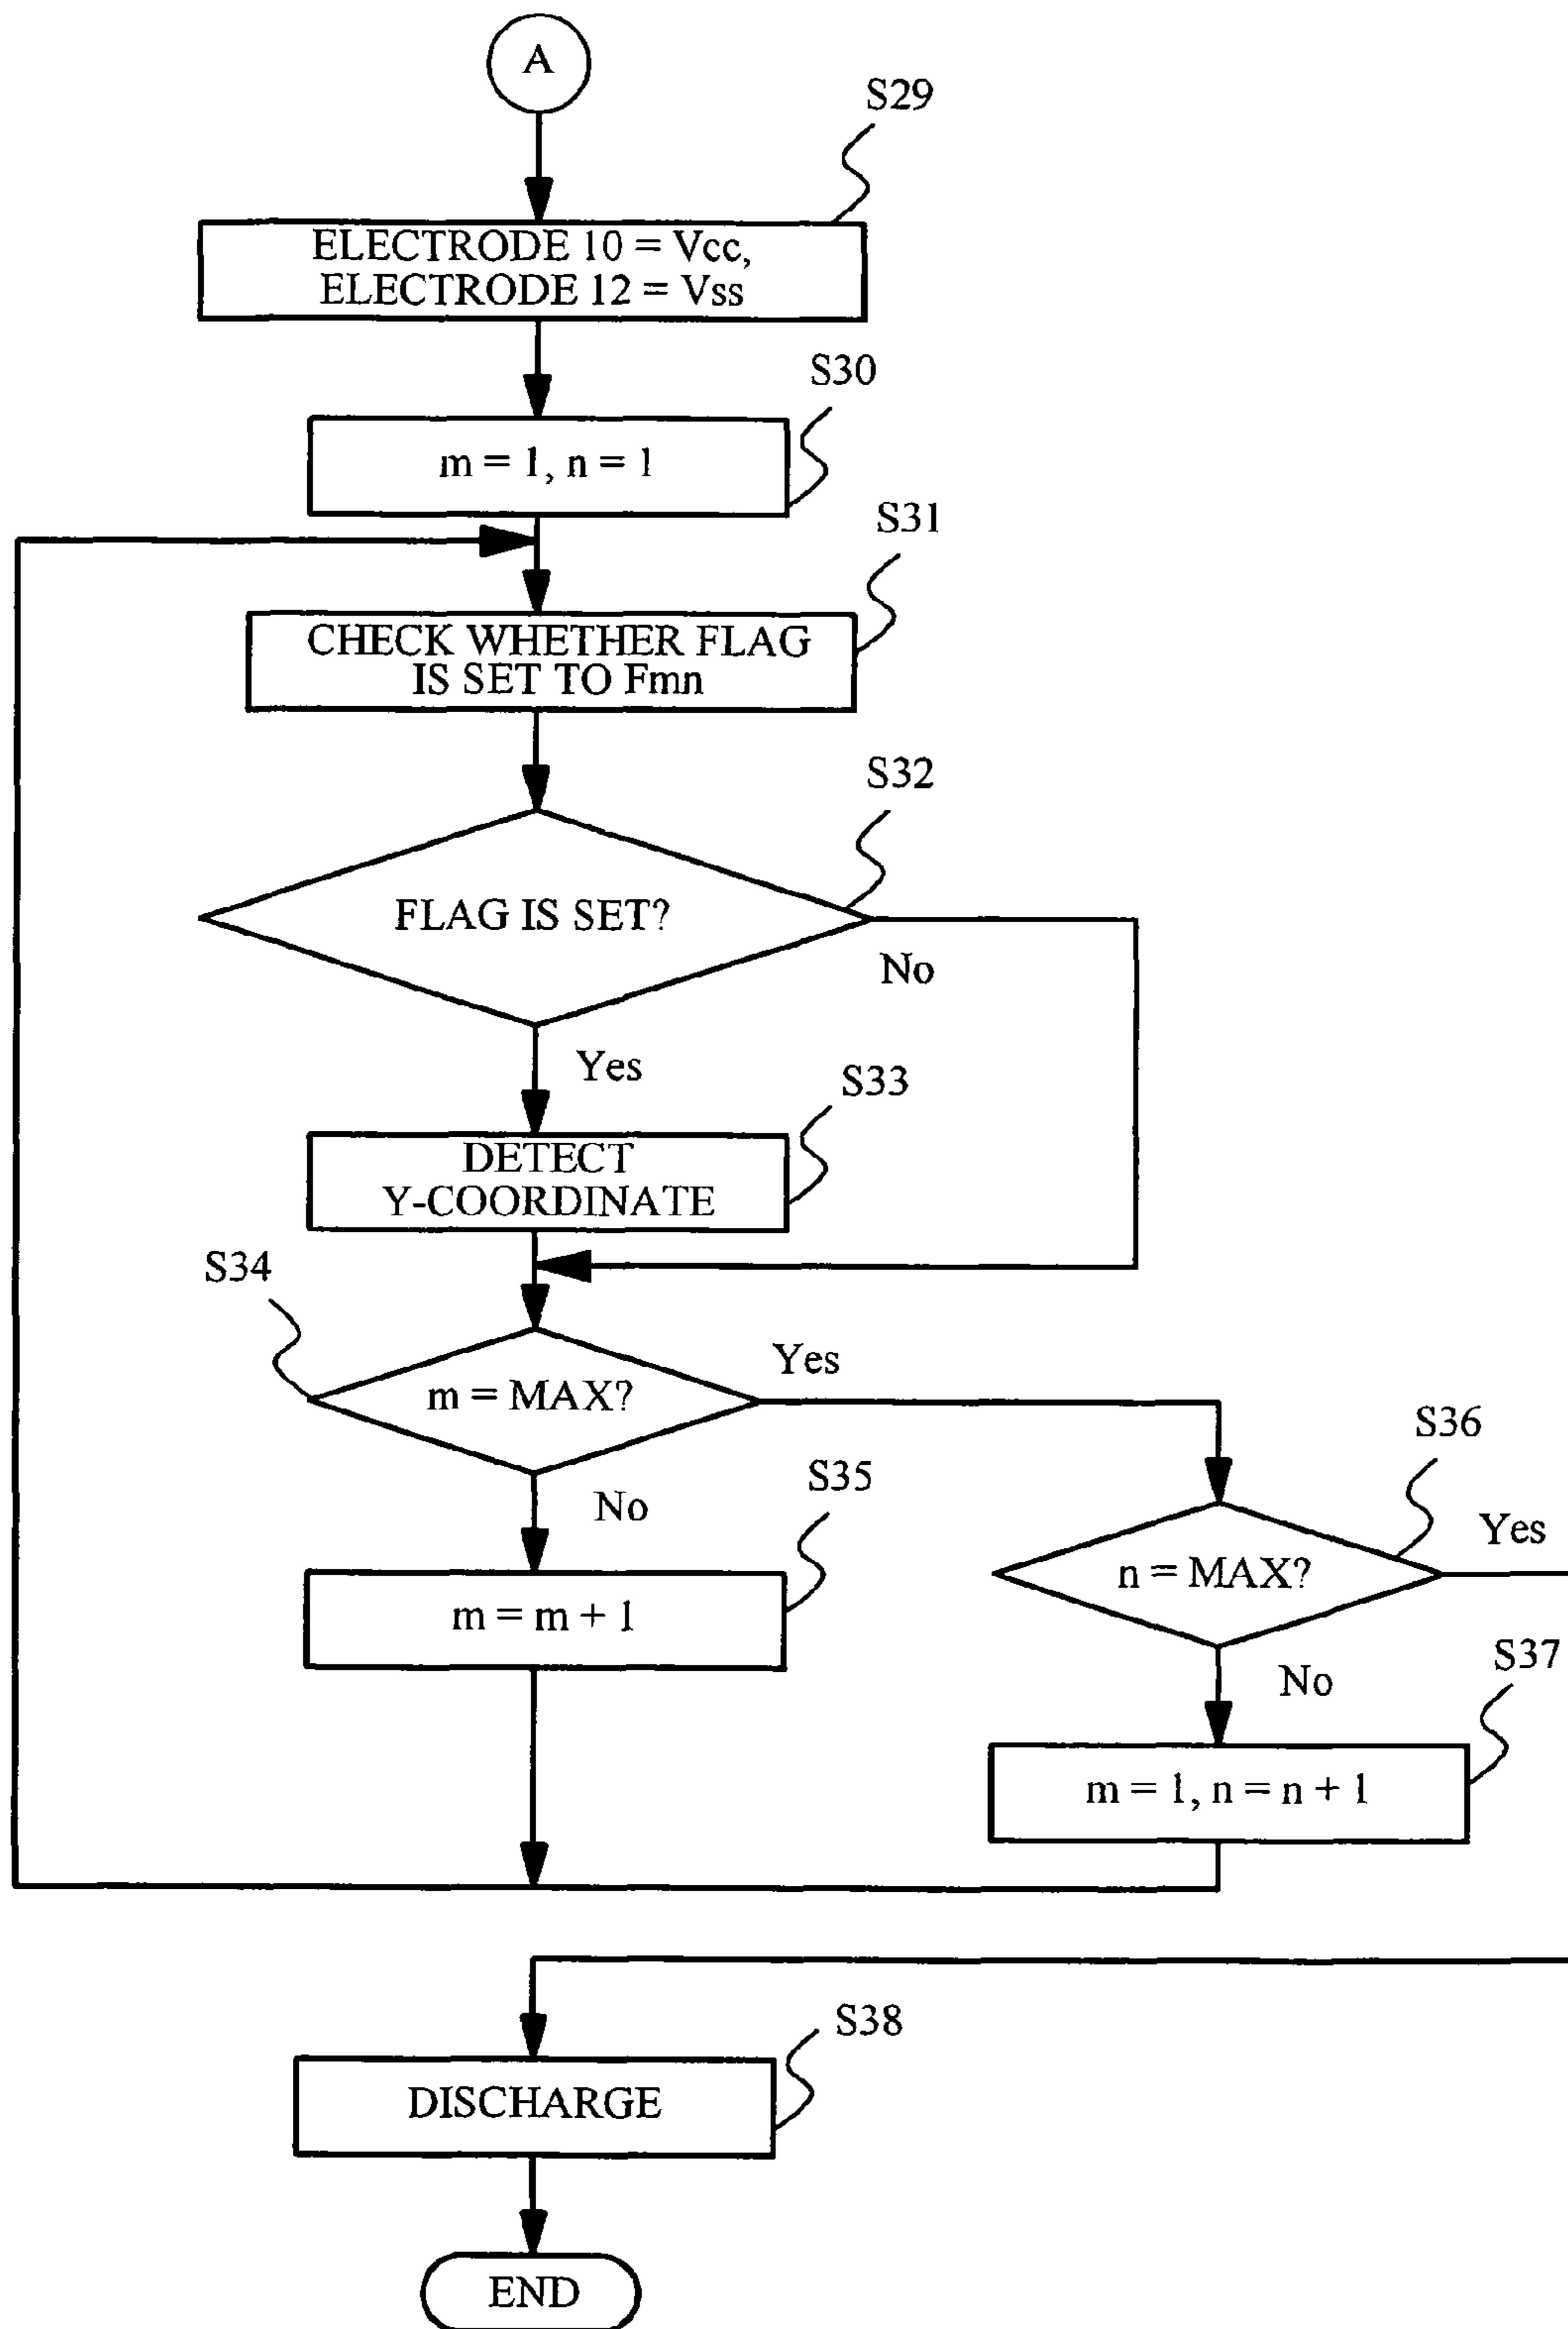 A
S29
ELECTRODE 10 = Vcc,
ELECTRODE 12 = Vss
S30
m = 1, n = 1
S31
CHECK WHETHER FLAG
IS SET TO Fmn
S32
FLAG IS SET?
No
Yes
S33
DETECT
Y-COORDINATE
S34
m = MAX?
Yes
No
S35
m = m + 1
S36
n = MAX?
Yes
No
S37
m = 1, n = n + 1
S38
DISCHARGE
END